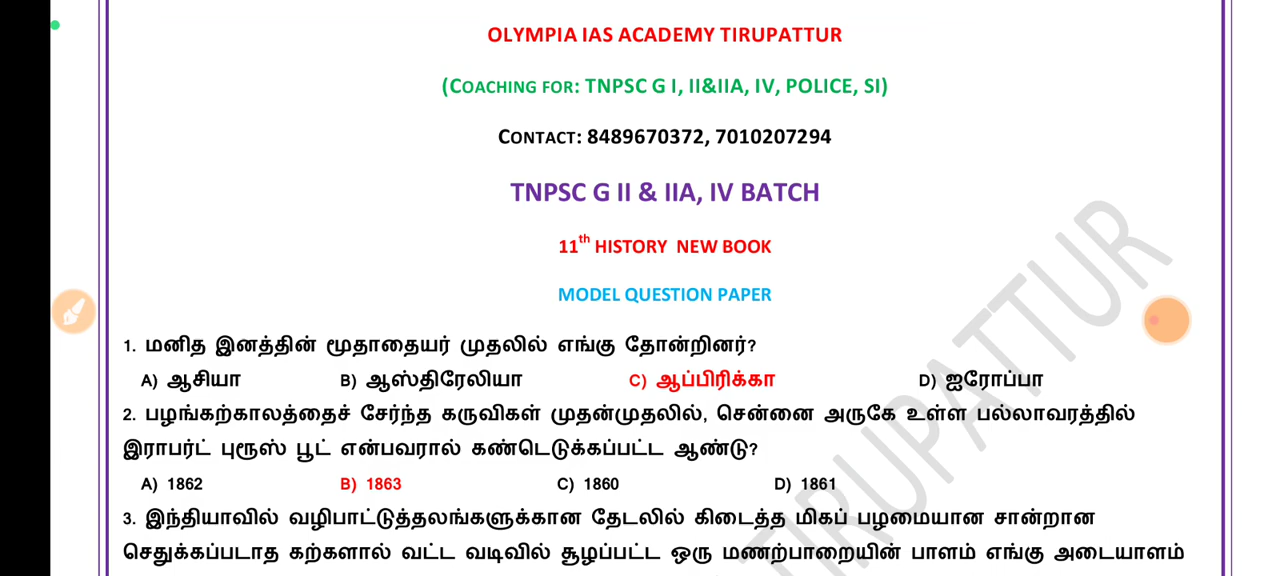 OLYMPIA IAS ACADEMY TIRUPATTUR
(COACHING FOR: TNPSC G I, II&IIA, IV, POLICE, SI)
CONTACT: 8489670372, 7010207294
TNPSC G II & IIA, IV BATCH
11th HISTORY NEW BOOK
MODEL QUESTION PAPER
1. மனித இனத்தின் மூதாதையர் முதலில் எங்கு தோன்றினர்?
A) ஆசியா B) ஆஸ்திரேலியா C) ஆப்பிரிக்கா D) ஐரோப்பா
2. பழங்கற்காலத்தைச் சேர்ந்த கருவிகள் முதன்முதலில், சென்னை அருகே உள்ள பல்லாவரத்தில்
இராபர்ட் புரூஸ் பூட் என்பவரால் கண்டெடுக்கப்பட்ட ஆண்டு?
A) 1862 B) 1863 C) 1860 D) 1861
3. இந்தியாவில் வழிபாட்டுத்தலங்களுக்கான தேடலில் கிடைத்த மிகப் பழமையான சான்றான
செதுக்கப்படாத கற்களால் வட்ட வடிவில் சூழப்பட்ட ஒரு மணற்பாறையின் பாளம் எங்கு அடையாளம்
TIRUPATTUR